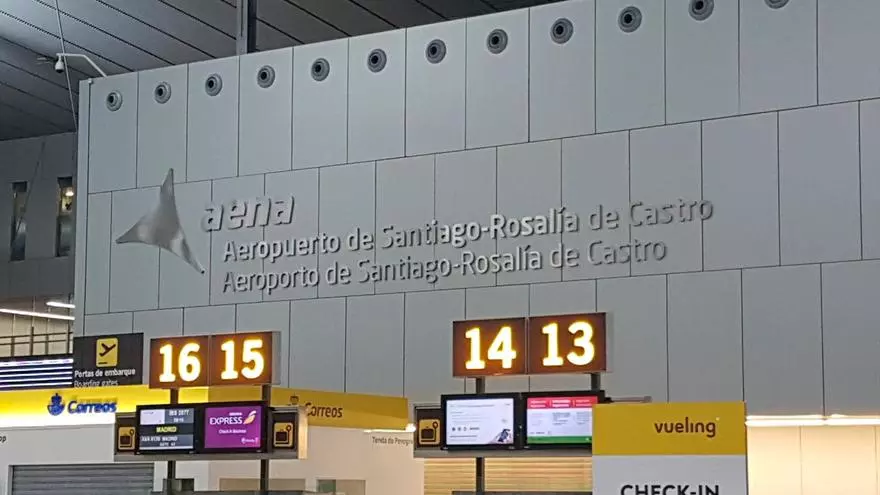 aena
Aeropuerto de Santiago-Rosalía de Castro
Aeroporto de Santiago-Rosalía de Castro
16 15 14 13
Portas de embarque
Boarding gates
Correos
Correos
MADRID
EXPRESS
vueling
CHECK-IN